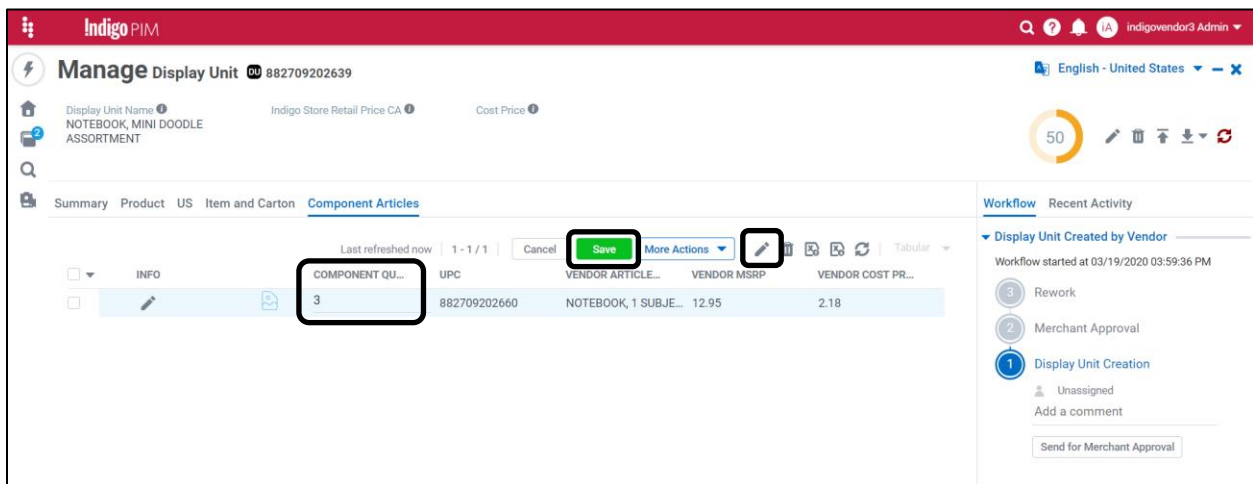 !ndigo PIM
iA indigovendor3 Admin
Manage Display Unit DU 882709202639
English - United States
Display Unit Name
Indigo Store Retail Price CA
Cost Price
NOTEBOOK, MINI DOODLE
ASSORTMENT
50
2
Summary Product US Item and Carton Component Articles
Workflow Recent Activity
Last refreshed now 1 - 1 / 1 Cancel Save More Actions Tabular
INFO COMPONENT QU... UPC VENDOR ARTICLE... VENDOR MSRP VENDOR COST PR...
3 882709202660 NOTEBOOK, 1 SUBJE... 12.95 2.18
Display Unit Created by Vendor
Workflow started at 03/19/2020 03:59:36 PM
3 Rework
2 Merchant Approval
1 Display Unit Creation
Unassigned
Add a comment
Send for Merchant Approval